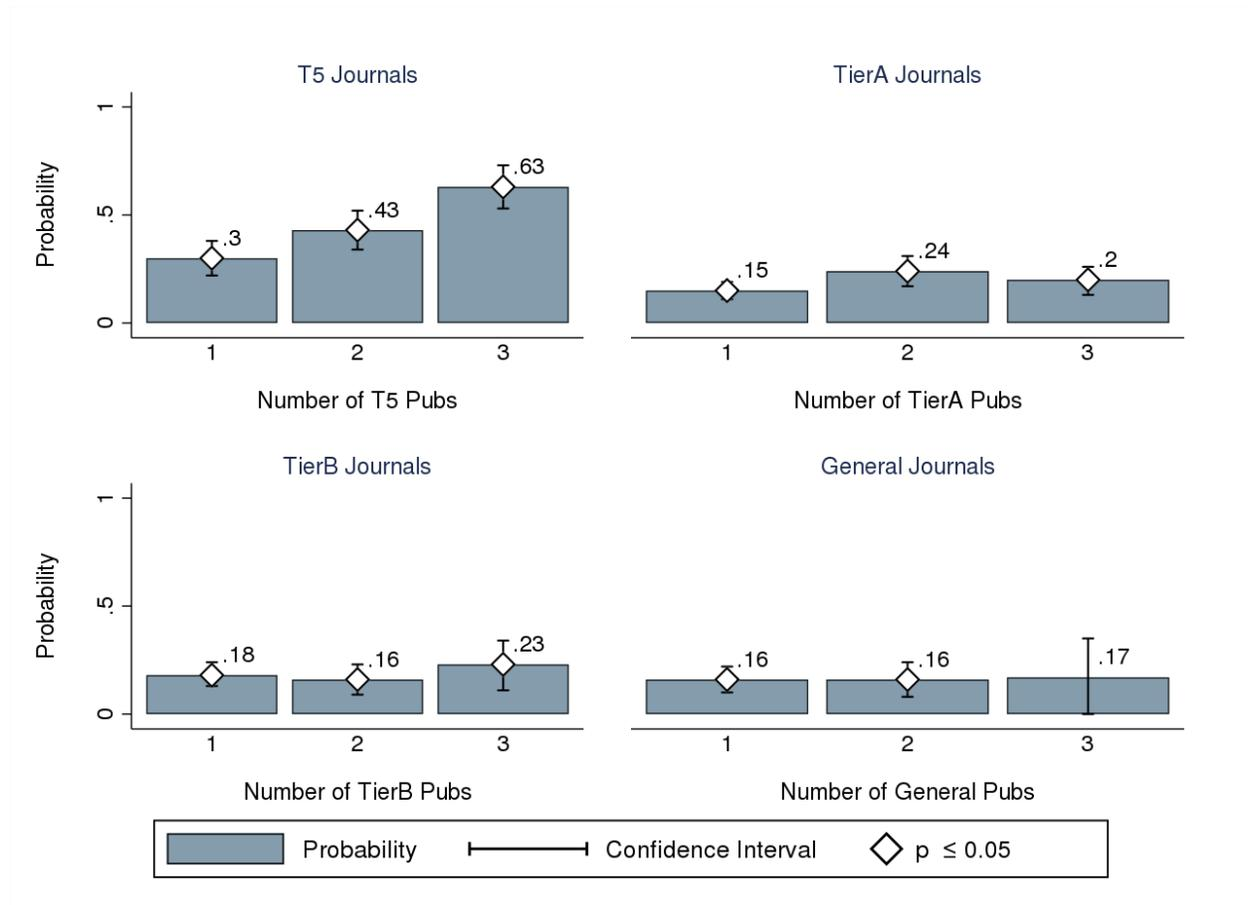 T5 Journals
TierA Journals
Probability
1
.5
0
.3
.43
.63
.15
.24
.2
1 2 3
1 2 3
Number of T5 Pubs
Number of TierA Pubs
TierB Journals
General Journals
Probability
1
.5
0
.18
.16
.23
.16
.16
.17
1 2 3
1 2 3
Number of TierB Pubs
Number of General Pubs
Probability Confidence Interval p ≤ 0.05